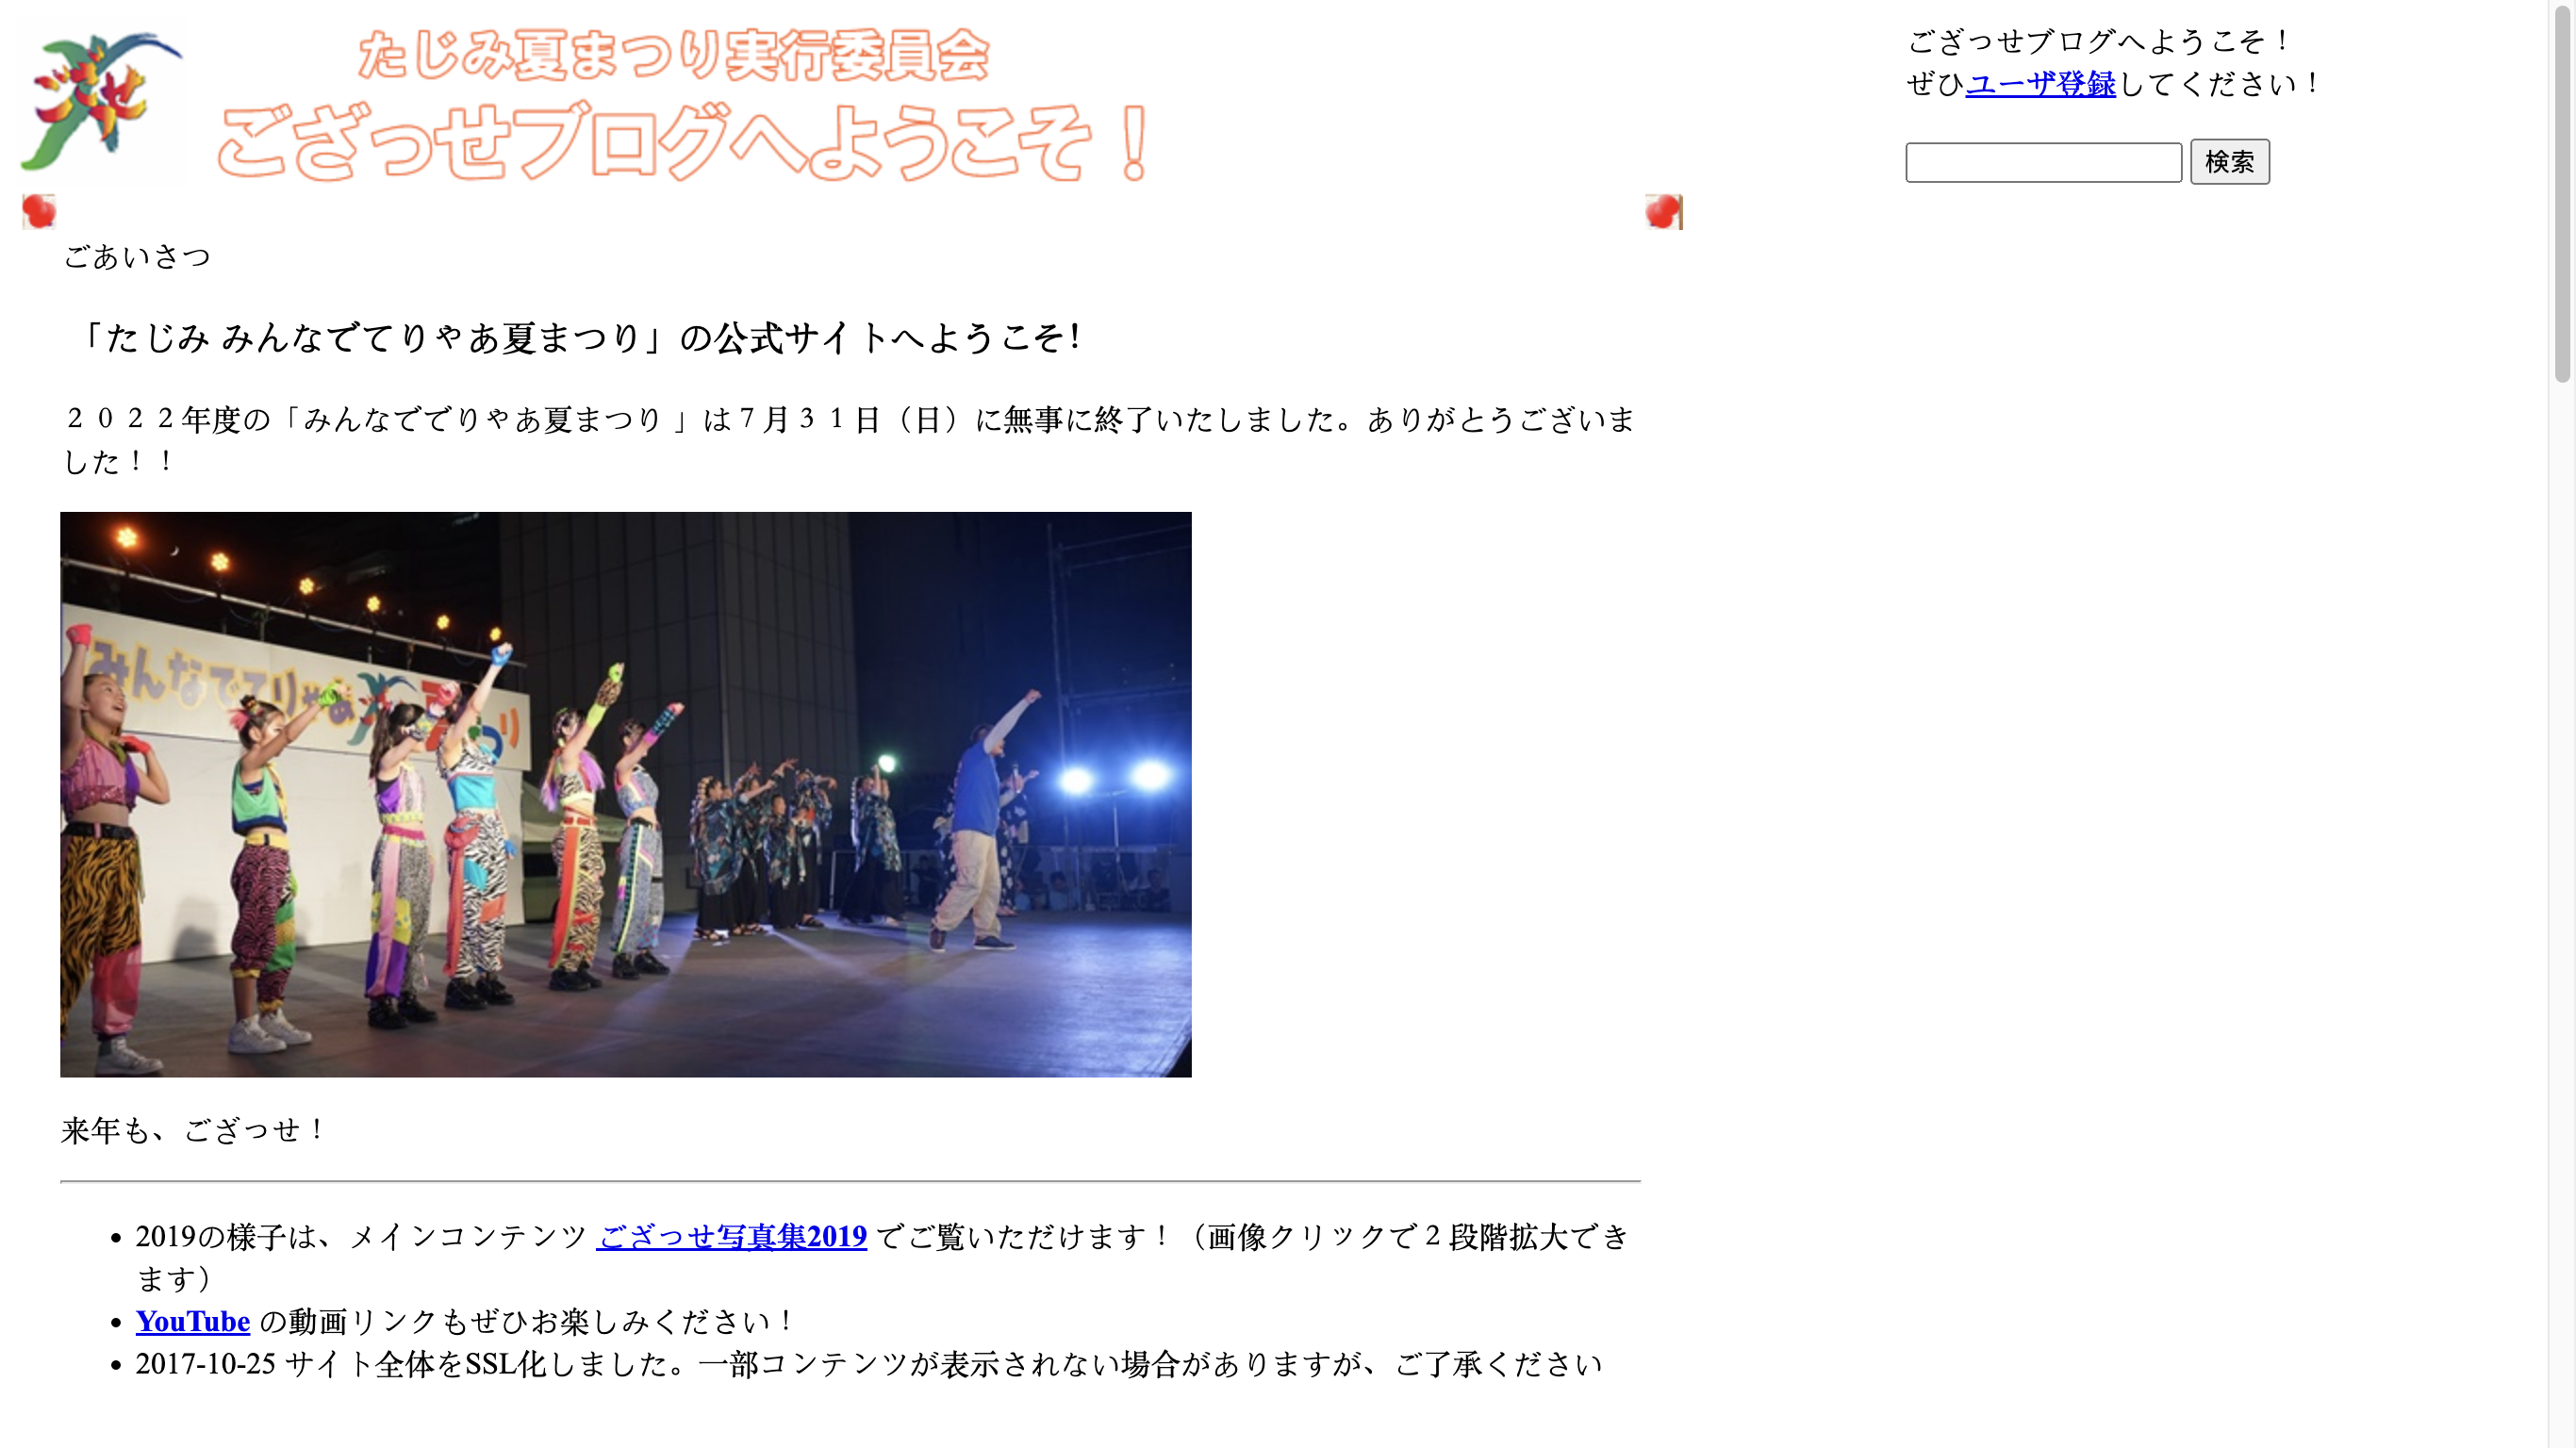 ござっせ
たじみ夏まつり実行委員会
ござっせブログへようこそ！
ござっせブログへようこそ！
ぜひユーザ登録してください！
検索
ごあいさつ
「たじみ みんなでてりゃあ夏まつり」の公式サイトへようこそ!
２０２２年度の「みんなででりゃあ夏まつり 」は７月３１日（日）に無事に終了いたしました。ありがとうございま
した！！
みんなでてりゃあ夏まつり
来年も、ござっせ！
• 2019の様子は、メインコンテンツ ござっせ写真集2019 でご覧いただけます！（画像クリックで２段階拡大でき
ます）
• YouTube の動画リンクもぜひお楽しみください！
• 2017-10-25 サイト全体をSSL化しました。一部コンテンツが表示されない場合がありますが、ご了承ください